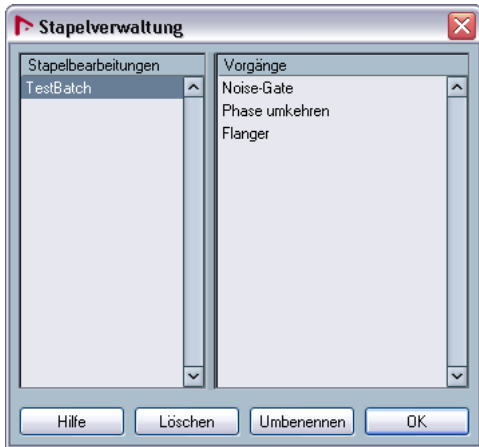 Stapelverwaltung
Stapelbearbeitungen
TestBatch
Vorgänge
Noise-Gate
Phase umkehren
Flanger
Hilfe
Löschen
Umbenennen
OK